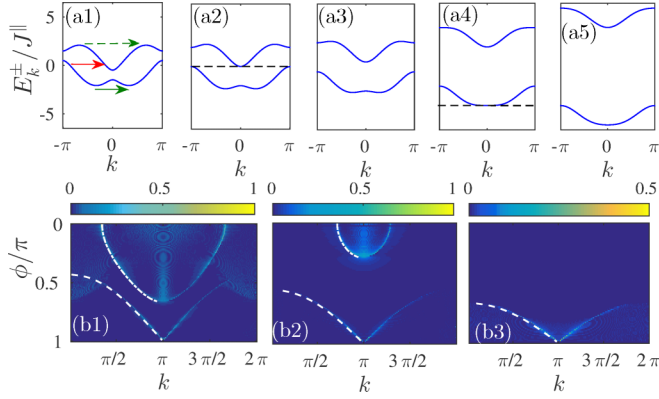 (a1) (a2) (a3) (a4) (a5)
5
0
-5
E_k^±/J^∥
-π 0 π -π 0 π -π 0 π -π 0 π -π 0 π
k k k k k
0 0.5 1 0 0.5 1 0 0.5
0
0.5
1
ϕ/π
(b1) (b2) (b3)
π/2 π 3π/2 2π π/2 π 3π/2 π/2 π 3π/2 2π
k k k